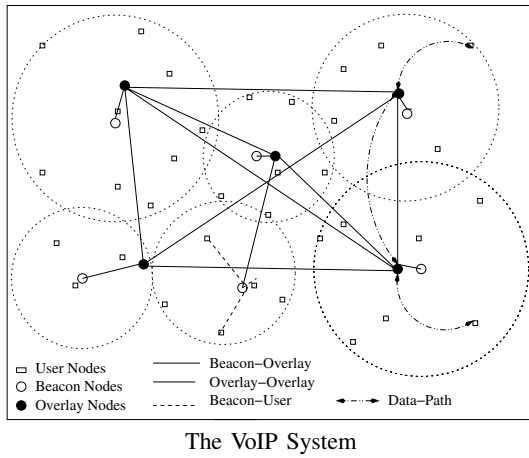 User Nodes
Beacon Nodes
Overlay Nodes
Beacon−Overlay
Overlay−Overlay
Beacon−User
Data−Path
The VoIP System